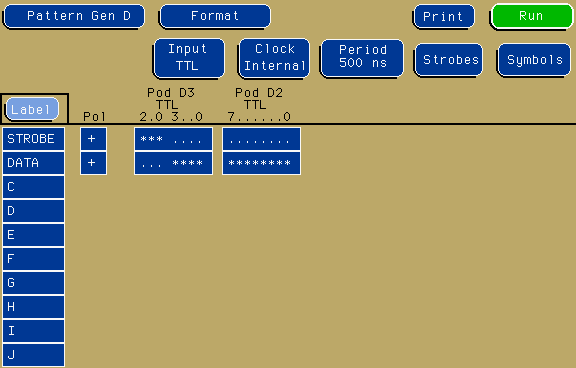 Pattern Gen D Format Print Run
Input Clock Period Strobes Symbols
TTL Internal 500 ns
Pod D3 Pod D2
Label TTL TTL
Pol 2.0 3..0 7......0
STROBE + *** .... ........
DATA + ... **** ********
C
D
E
F
G
H
I
J